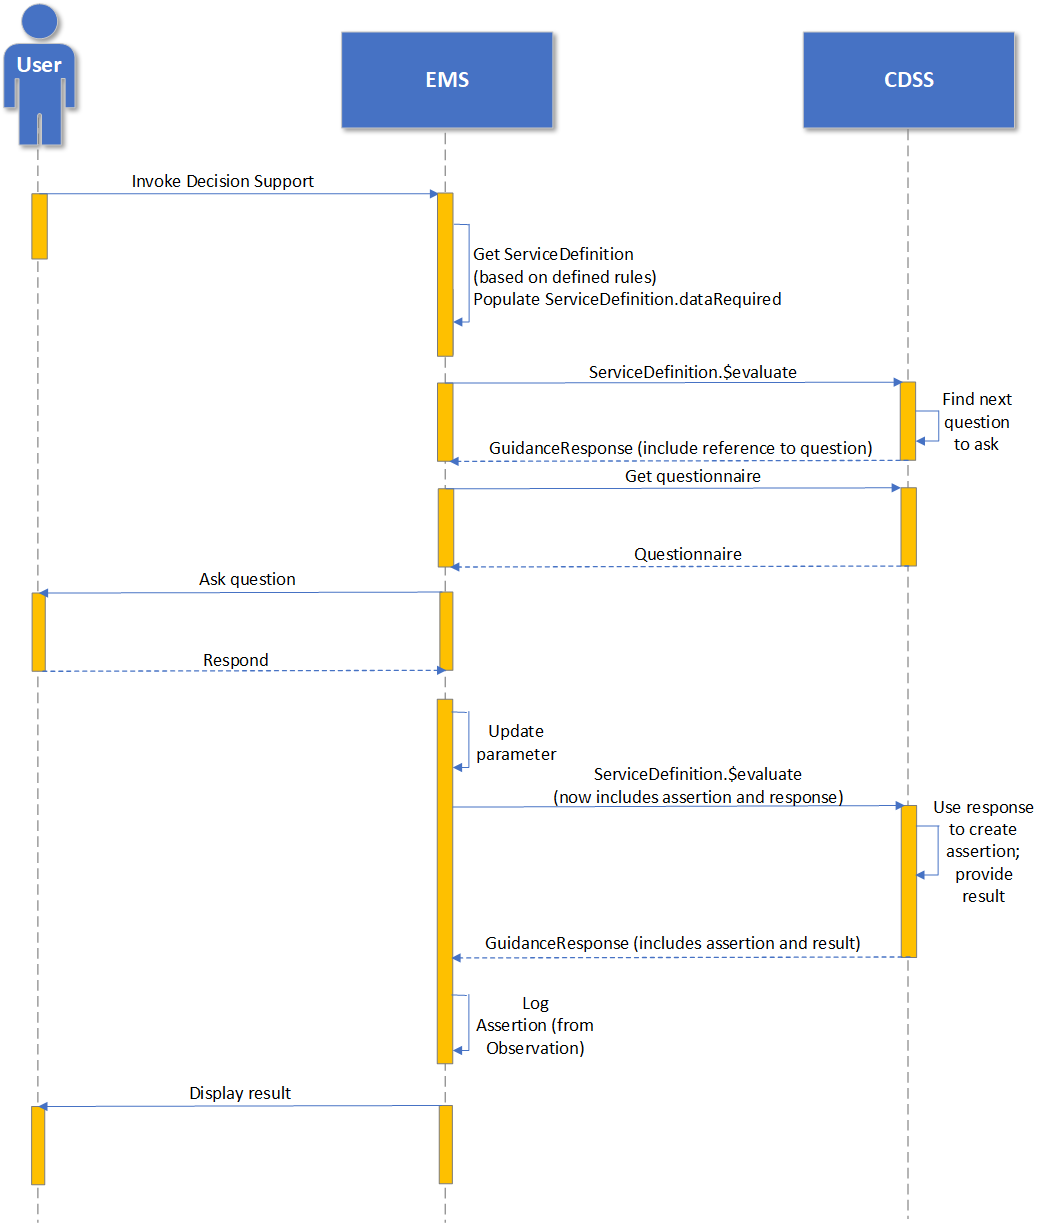 User
EMS
CDSS
Invoke Decision Support
Get ServiceDefinition
(based on defined rules)
Populate ServiceDefinition.dataRequired
ServiceDefinition.$evaluate
Find next
question
to ask
GuidanceResponse (include reference to question)
Get questionnaire
Questionnaire
Ask question
Respond
Update
parameter
ServiceDefinition.$evaluate
(now includes assertion and response)
Use response
to create
assertion;
provide
result
GuidanceResponse (includes assertion and result)
Log
Assertion (from
Observation)
Display result